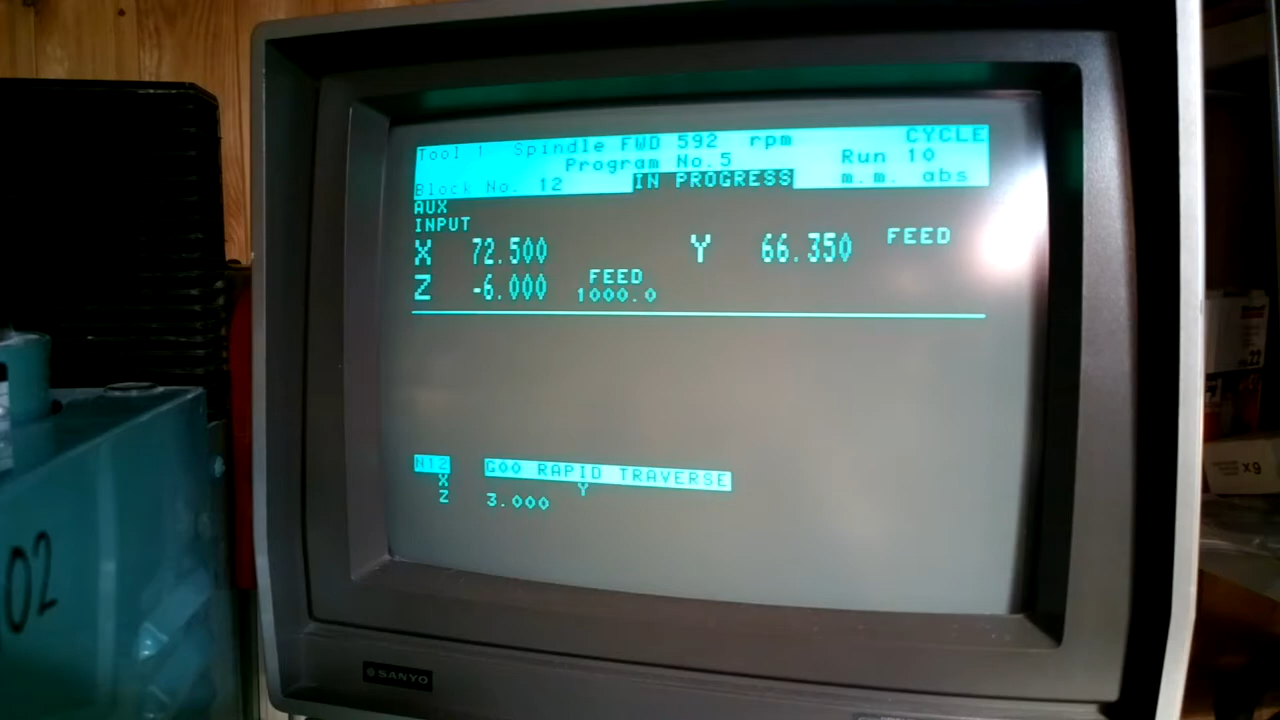 Tool 1 Spindle FWD 592 rpm CYCLE
Program No.5 Run 10
Block No. 12 IN PROGRESS m.m. abs
AUX
INPUT
X 72.500 Y 66.350 FEED
Z -6.000 FEED
1000.0
N12 G00 RAPID TRAVERSE
X Y
Z 3.000
SANYO
02
X9
22